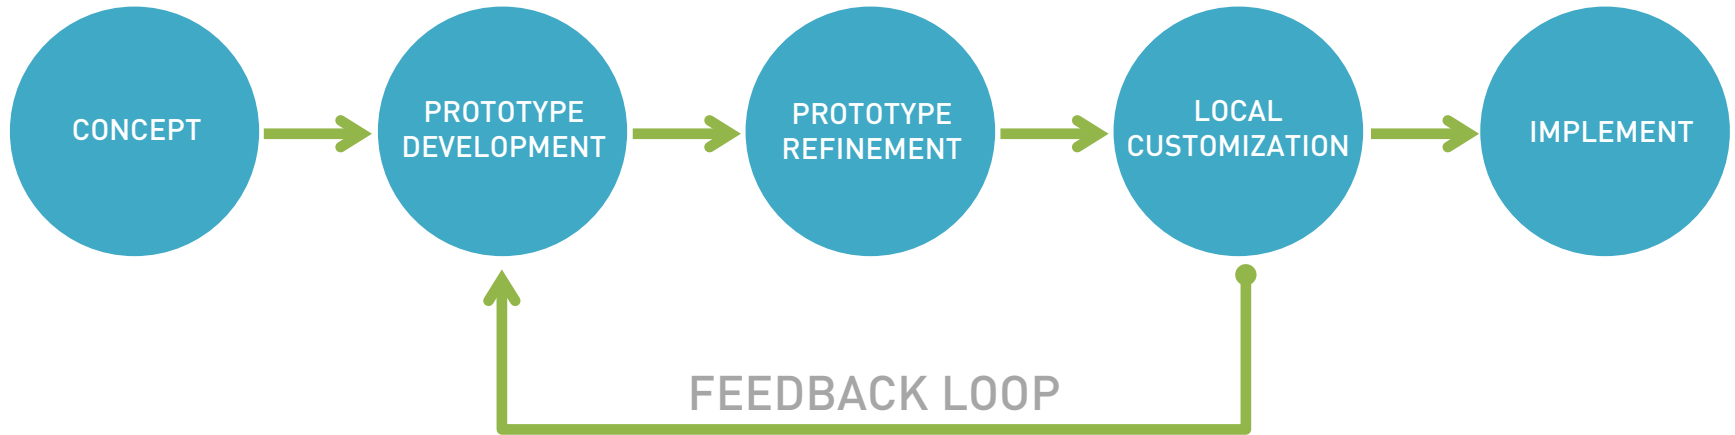 CONCEPT
PROTOTYPE
DEVELOPMENT
PROTOTYPE
REFINEMENT
LOCAL
CUSTOMIZATION
IMPLEMENT
FEEDBACK LOOP